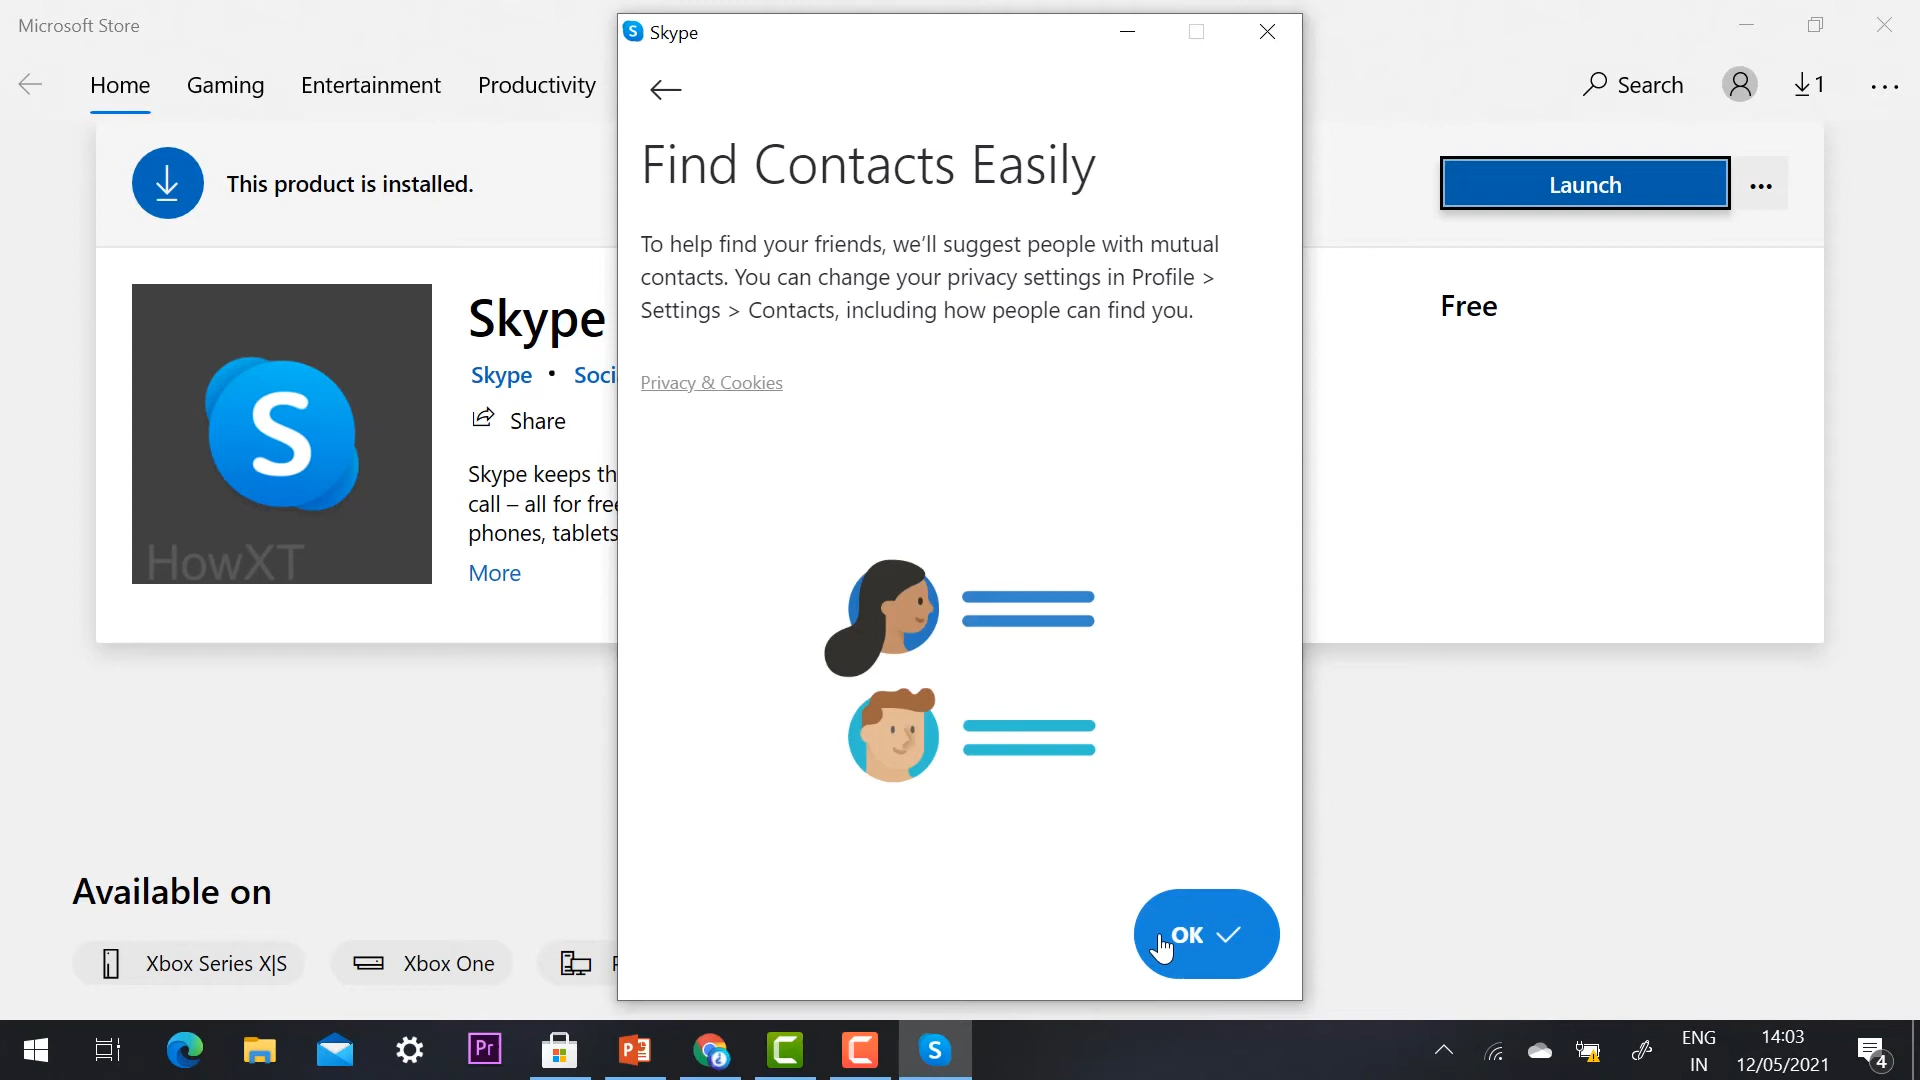 Microsoft Store
Home
Gaming
Entertainment
Productivity
Search
1
This product is installed.
Launch
Skype
Skype
Soci
Share
Skype keeps th
call – all for free
phones, tablets
More
Free
HowXT
Available on
Xbox Series X|S
Xbox One
Skype
Find Contacts Easily
To help find your friends, we'll suggest people with mutual
contacts. You can change your privacy settings in Profile >
Settings > Contacts, including how people can find you.
Privacy & Cookies
OK
Pr
ENG
IN
14:03
12/05/2021
4